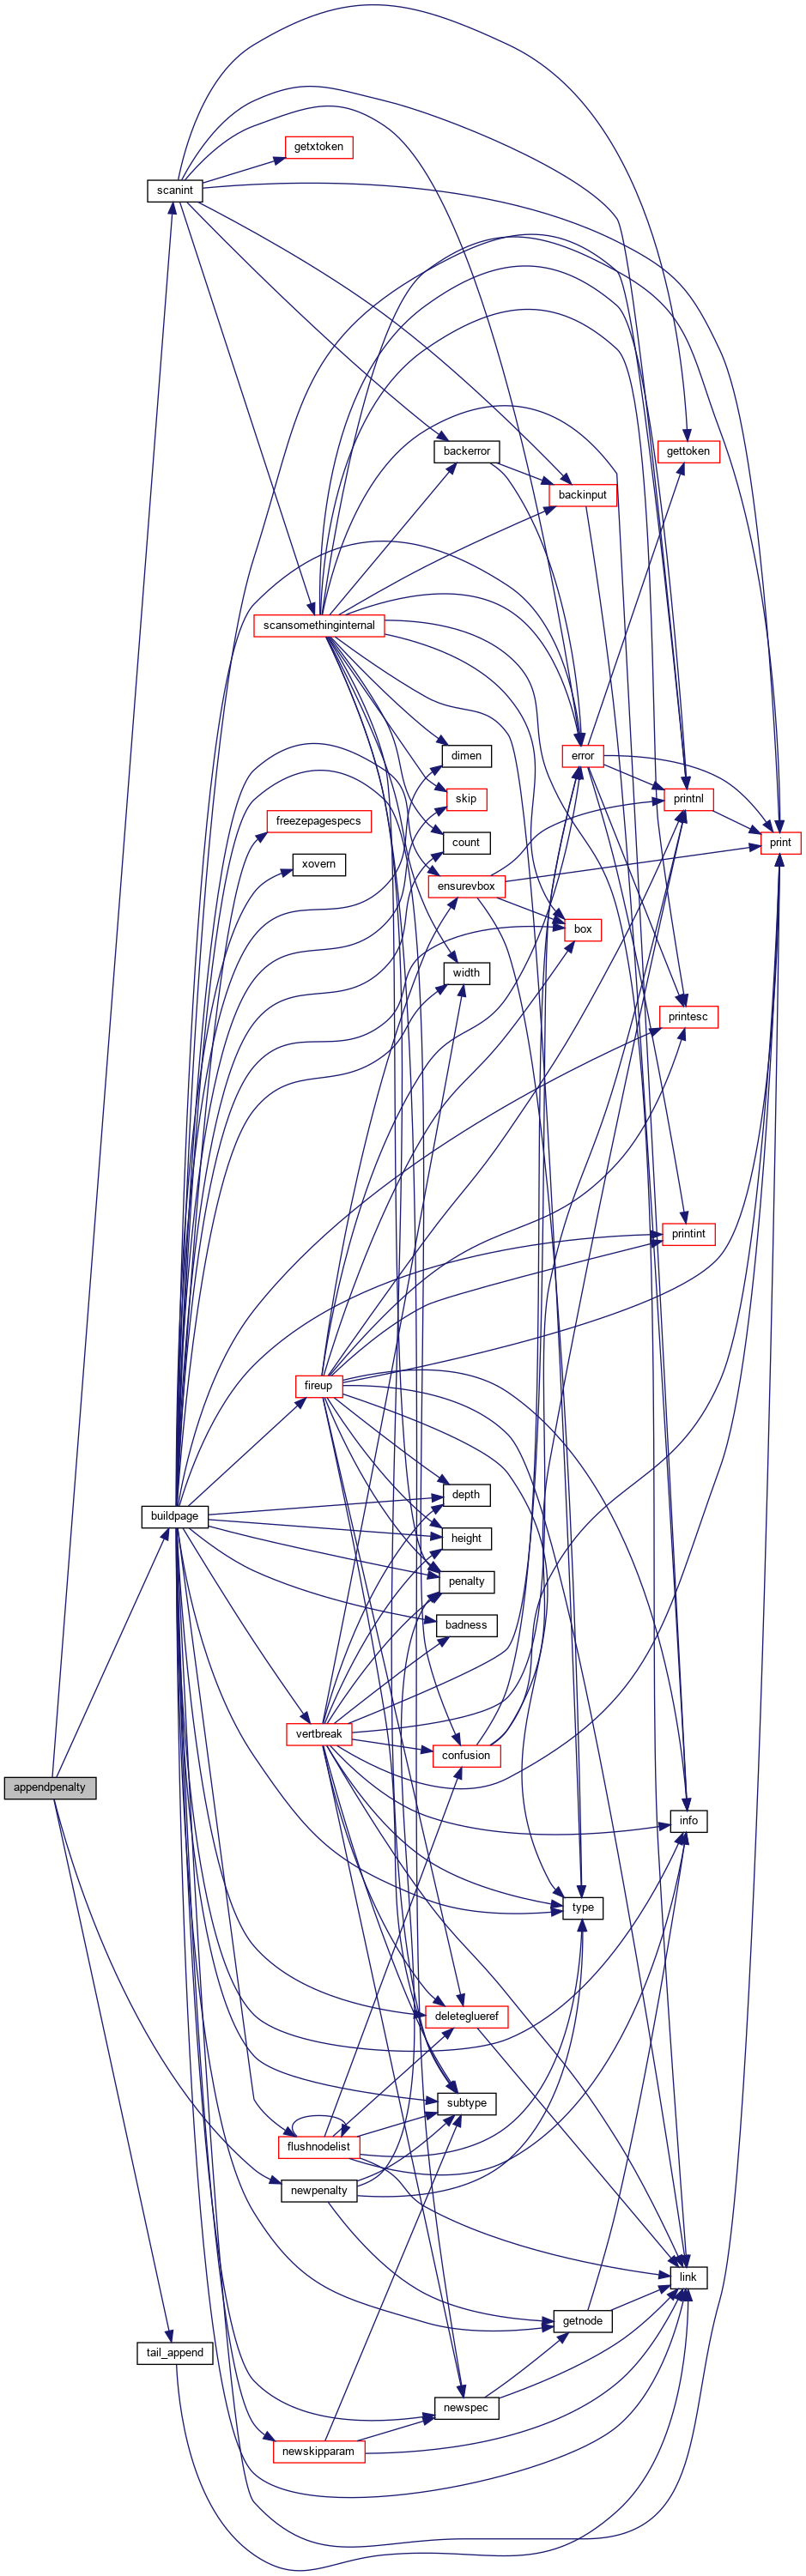 getxtoken
scanint
backerror
gettoken
backinput
scansomethinginternal
dimen
error
skip
printnl
freezepagespecs
count
print
xovern
ensurevbox
box
width
printesc
printint
fireup
depth
buildpage
height
penalty
badness
vertbreak
confusion
appendpenalty
info
type
deleteglueref
subtype
flushnodelist
newpenalty
link
getnode
tail_append
newspec
newskipparam